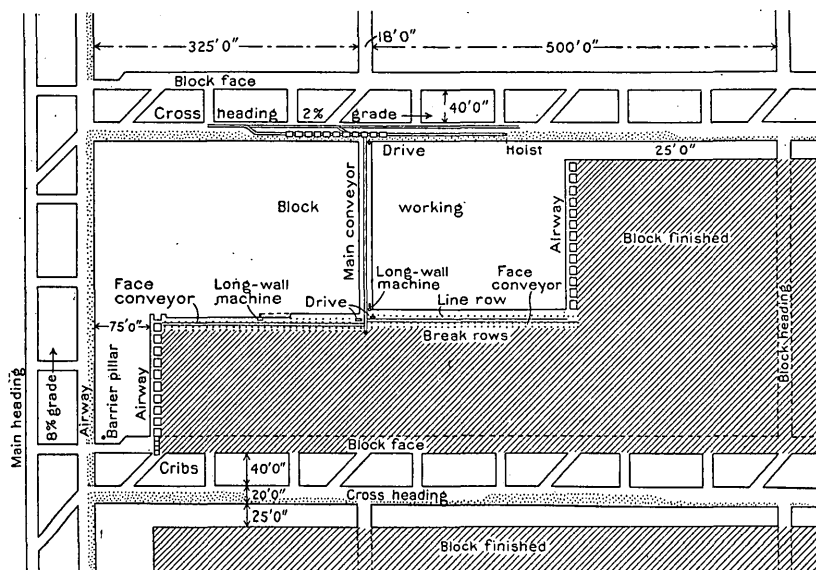 325'0"
18'0"
500'0"
Block face
Cross heading 2% grade
40'0"
Drive
Hoist
25'0"
Block working
Main conveyor
Airway
Block finished
Face conveyor
Long-wall machine
Drive
Long-wall machine
Line row
Face conveyor
Break rows
75'0"
Main heading
8% grade
Airway
Barrier pillar
Airway
Block heading
Block face
Cribs
40'0"
20'0"
Cross heading
25'0"
Block finished